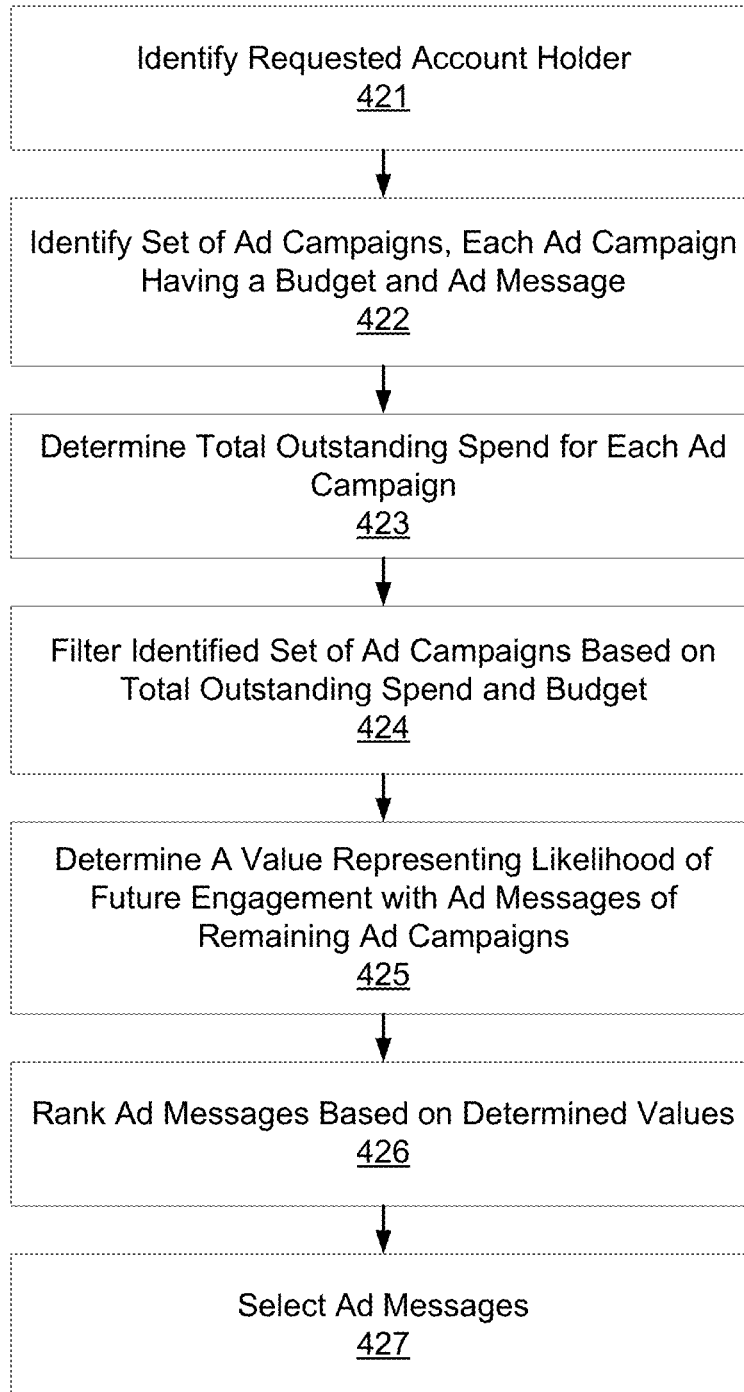 Identify Requested Account Holder
421
Identify Set of Ad Campaigns, Each Ad Campaign
Having a Budget and Ad Message
422
Determine Total Outstanding Spend for Each Ad
Campaign
423
Filter Identified Set of Ad Campaigns Based on
Total Outstanding Spend and Budget
424
Determine A Value Representing Likelihood of
Future Engagement with Ad Messages of
Remaining Ad Campaigns
425
Rank Ad Messages Based on Determined Values
426
Select Ad Messages
427